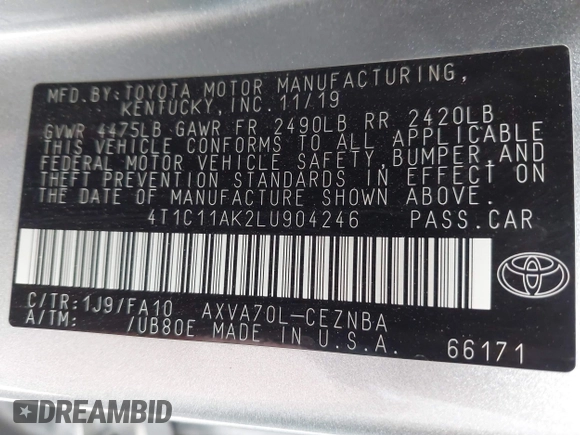 MFD.BY:TOYOTA MOTOR MANUFACTURING,
KENTUCKY,INC.11/19
GVWR 4475LB GAWR FR 2490LB RR 2420LB
THIS VEHICLE CONFORMS TO ALL APPLICABLE
FEDERAL MOTOR VEHICLE SAFETY,BUMPER,AND
THEFT PREVENTION STANDARDS IN EFFECT ON
THE DATE OF MANUFACTURE SHOWN ABOVE.
4T1C11AK2LU904246 PASS.CAR
C/TR:1J9/FA10 AXVA70L-CEZNBA
A/TM: /UB80E MADE IN U.S.A. 66171
DREAMBID